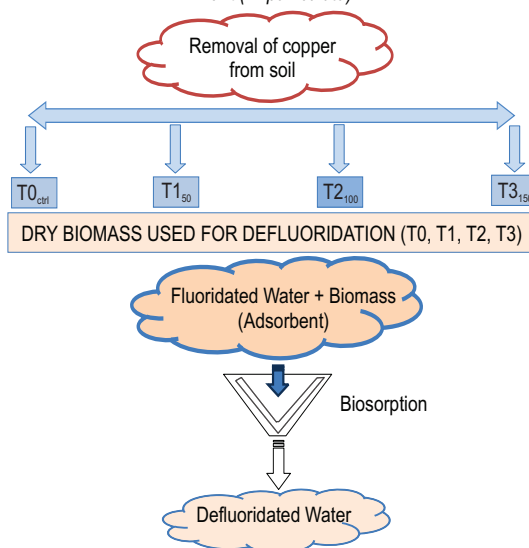 Removal of copper
from soil
T0ctrl T150 T2100 T3150
DRY BIOMASS USED FOR DEFLUORIDATION (T0, T1, T2, T3)
Fluoridated Water + Biomass
(Adsorbent)
Biosorption
Defluoridated Water